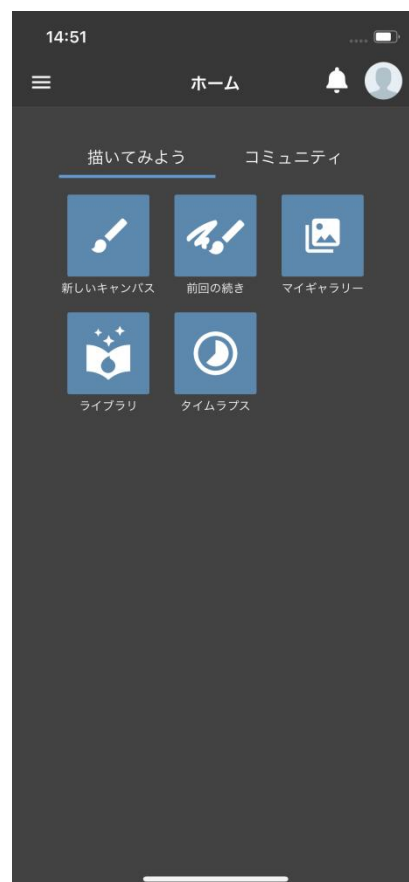 14:51
ホーム
描いてみよう
コミュニティ
新しいキャンパス
前回の続き
マイギャラリー
ライブラリ
タイムラプス